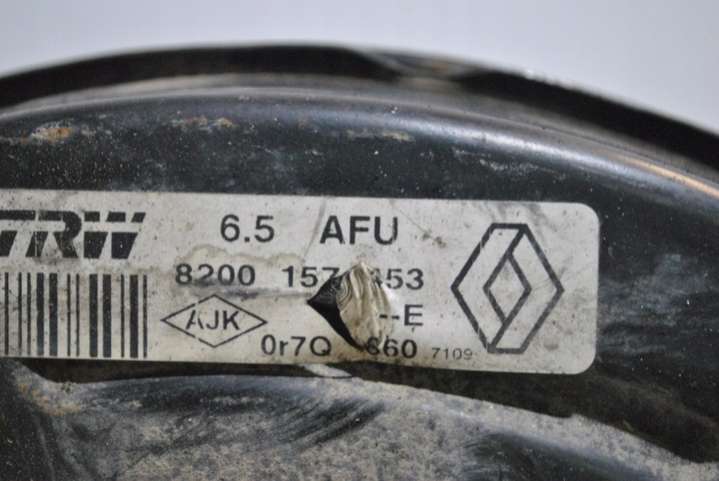 TRW 6.5 AFU
8200
AJK --E
0r7Q 7109